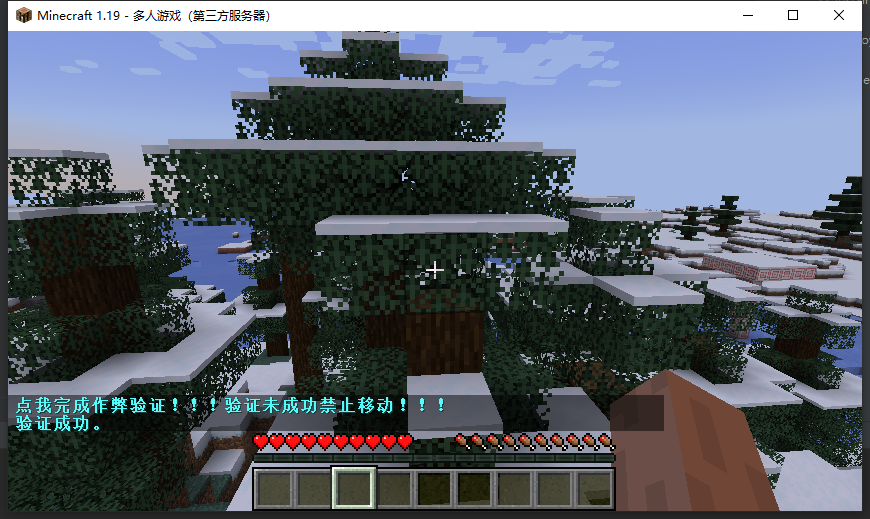 Minecraft 1.19 - 多人游戏（第三方服务器）
点我完成作弊验证！！！验证未成功禁止移动！！！
验证成功。